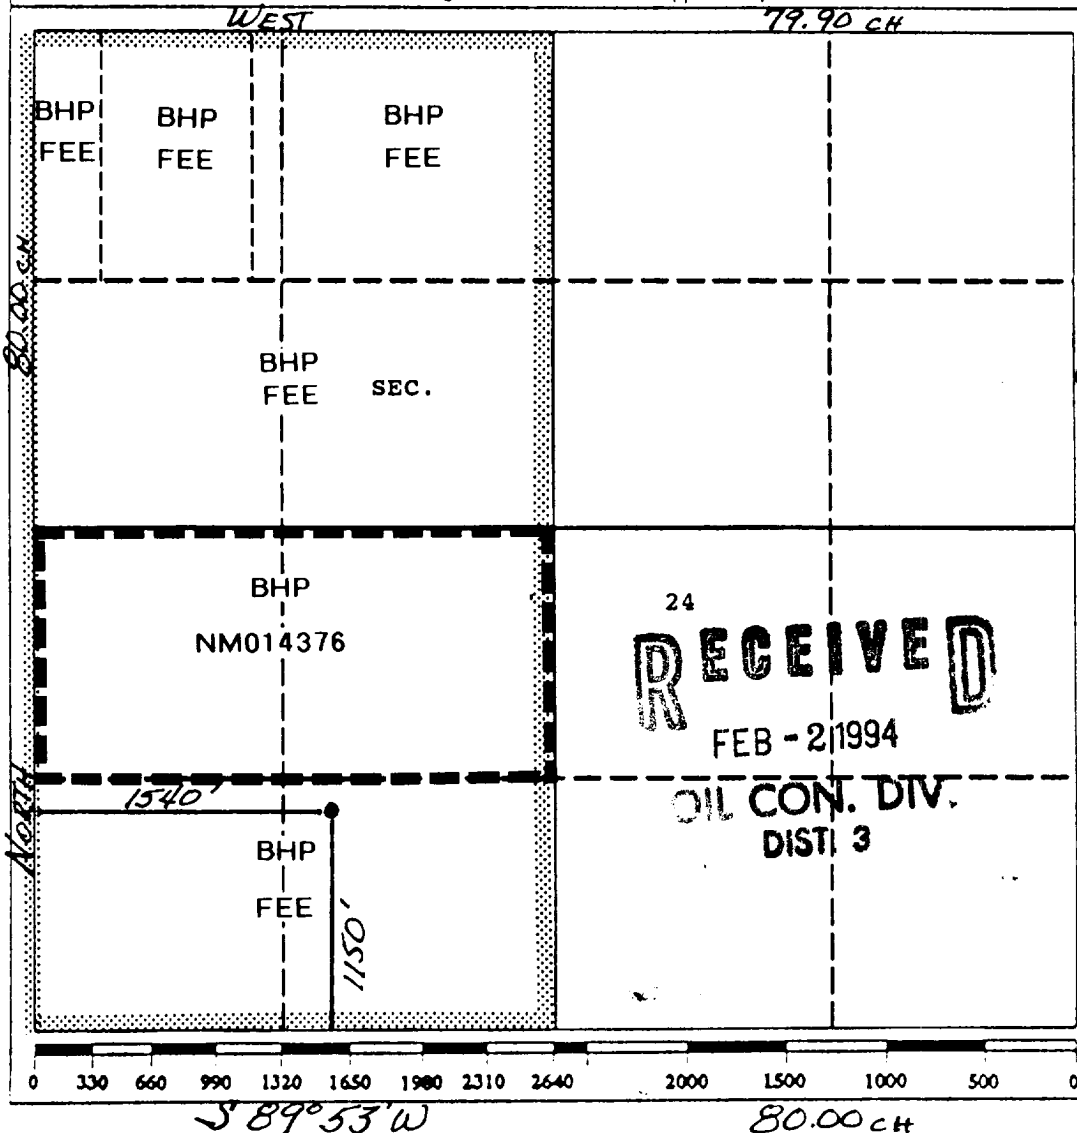 WEST 79.90 CH
BHP BHP BHP
FEE FEE FEE
80.00 CH
BHP
FEE SEC.
BHP
NM014376
24
RECEIVED
FEB - 2 1994
OIL CON. DIV.
DIST. 3
NORTH
1540'
BHP
FEE
1150'
0 330 660 990 1320 1650 1980 2310 2640 2000 1500 1000 500 0
S 89° 53' W 80.00 CH